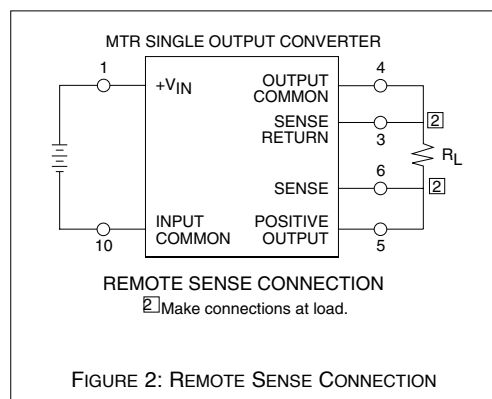 MTR SINGLE OUTPUT CONVERTER
1
+VIN
OUTPUT
COMMON
4
SENSE
RETURN
3
2
RL
SENSE
6
2
INPUT
COMMON
10
POSITIVE
OUTPUT
5
REMOTE SENSE CONNECTION
2 Make connections at load.
FIGURE 2: REMOTE SENSE CONNECTION